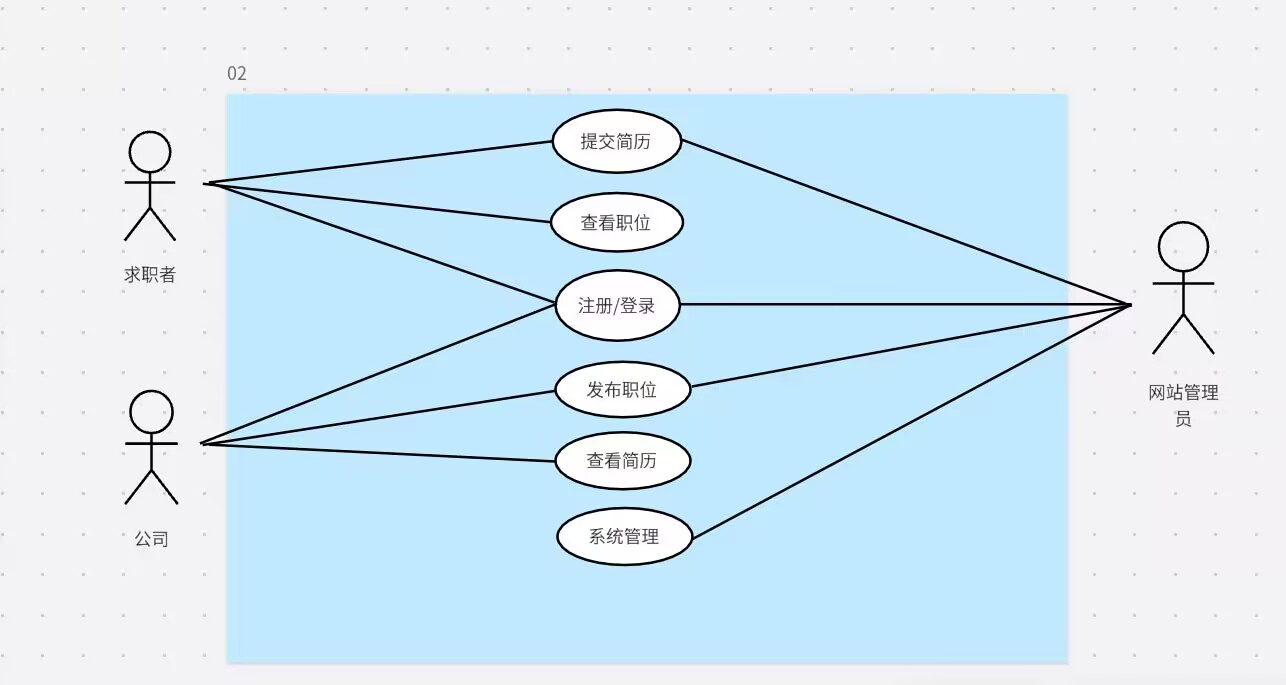 02
提交简历
查看职位
求职者
注册/登录
发布职位
网站管理
员
查看简历
公司
系统管理